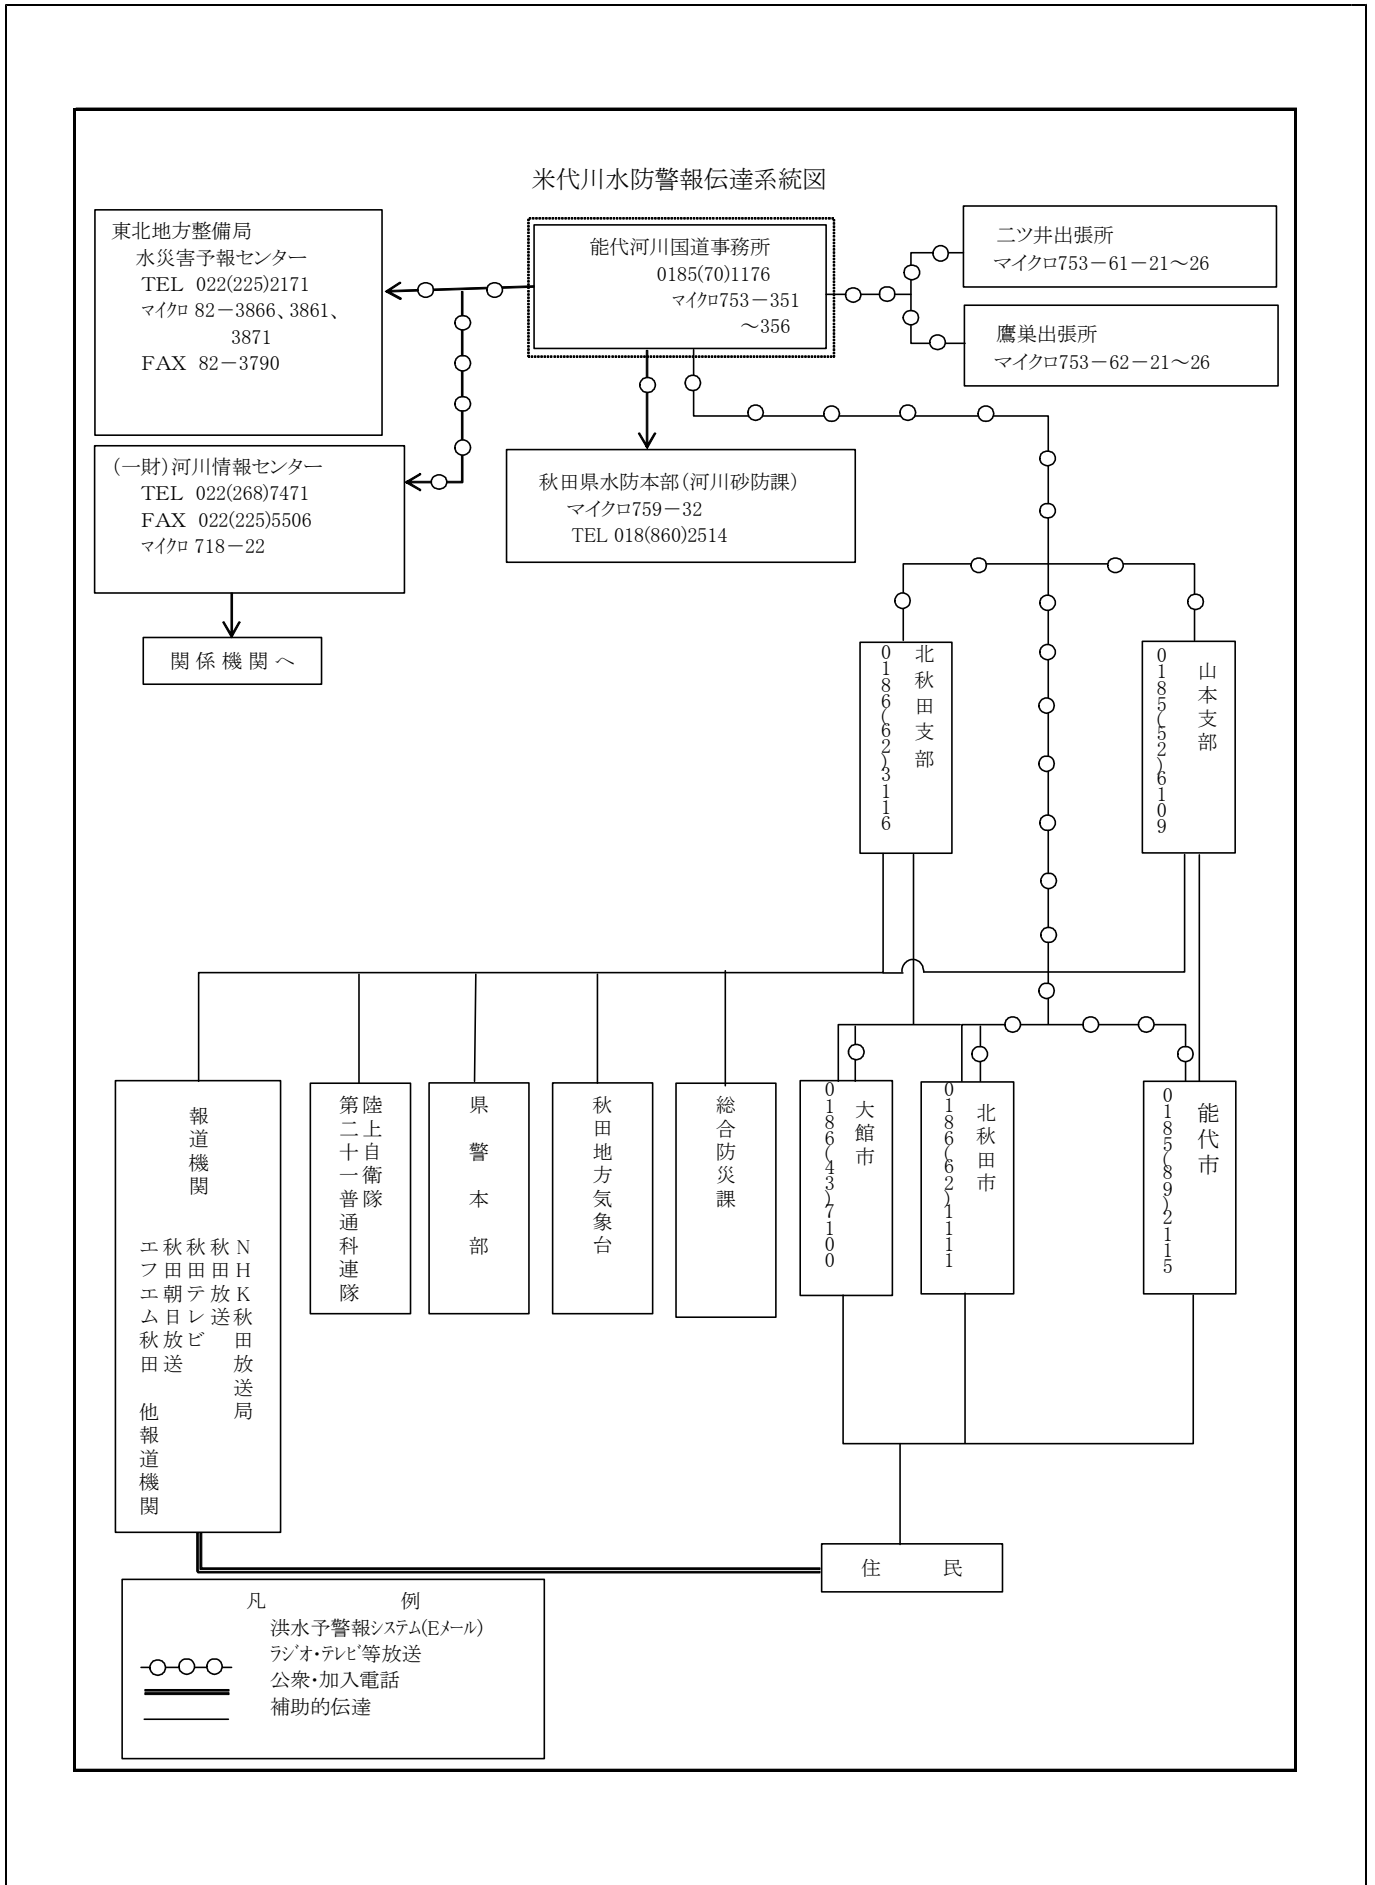 米代川水防警報伝達系統図
東北地方整備局
水災害予報センター
TEL 022(225)2171
マイクロ 82－3866、3861、
3871
FAX 82－3790
能代河川国道事務所
0185(70)1176
マイクロ753－351
～356
二ツ井出張所
マイクロ753－61－21～26
鷹巣出張所
マイクロ753－62－21～26
(一財)河川情報センター
TEL 022(268)7471
FAX 022(225)5506
マイクロ 718－22
秋田県水防本部(河川砂防課)
マイクロ759－32
TEL 018(860)2514
関係機関へ
北秋田支部
0186(62)3116
山本支部
0185(52)6109
報道機関
NHK秋田放送局
秋田放送
秋田テレビ
秋田朝日放送
エフエム秋田 他報道機関
陸上自衛隊
第二十一普通科連隊
県警本部
秋田地方気象台
総合防災課
大館市
0186(43)7100
北秋田市
0186(62)1111
能代市
0185(89)2115
住民
凡例
洪水予警報システム(Eメール)
ラジオ・テレビ等放送
公衆・加入電話
補助的伝達